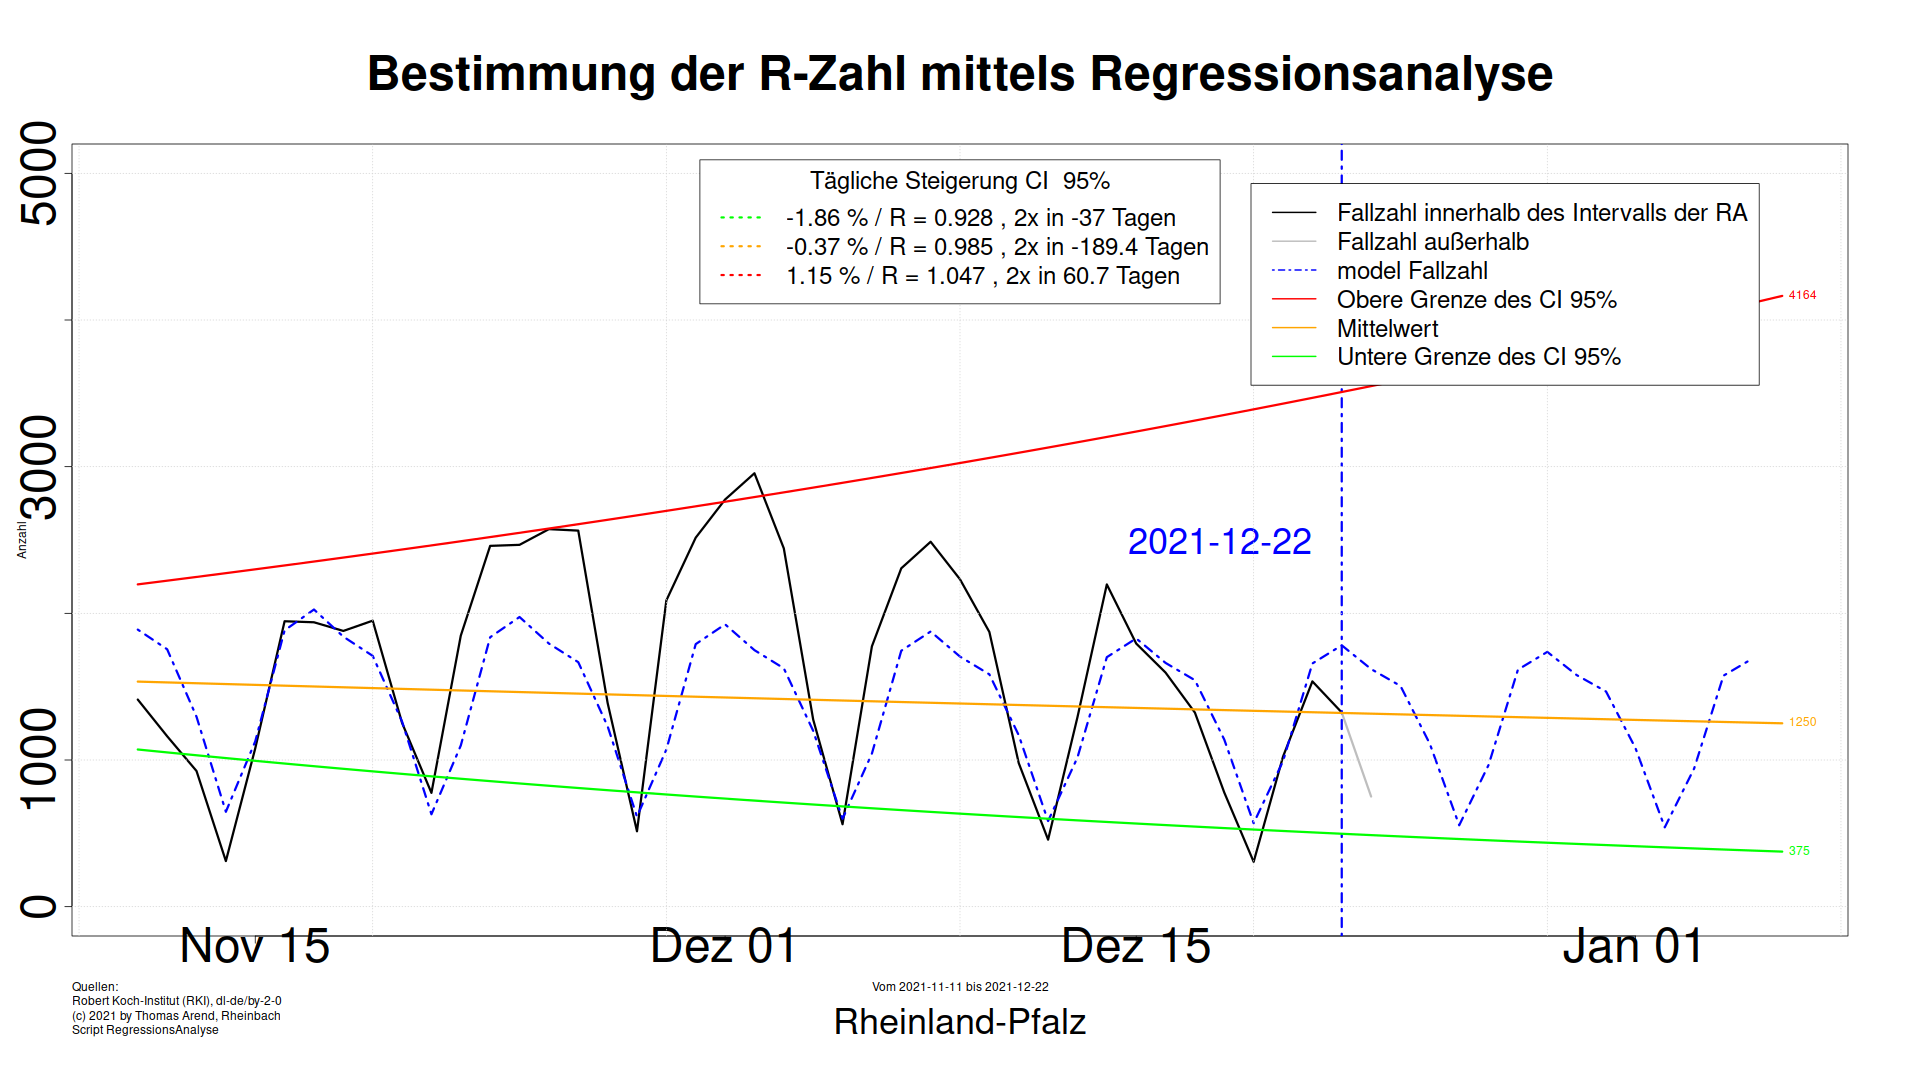 Bestimmung der R-Zahl mittels Regressionsanalyse
Tägliche Steigerung CI  95%
-1.86 % / R = 0.928 , 2x in -37 Tagen
-0.37 % / R = 0.985 , 2x in -189.4 Tagen
1.15 % / R = 1.047 , 2x in 60.7 Tagen
Fallzahl innerhalb des Intervalls der RA
Fallzahl außerhalb
model Fallzahl
Obere Grenze des CI 95%
Mittelwert
Untere Grenze des CI 95%
5000
3000
1000
0
Anzahl
4164
2021-12-22
1250
375
Nov 15
Dez 01
Dez 15
Jan 01
Quellen:
Robert Koch-Institut (RKI), dl-de/by-2-0
(c) 2021 by Thomas Arend, Rheinbach
Script RegressionsAnalyse
Vom 2021-11-11 bis 2021-12-22
Rheinland-Pfalz